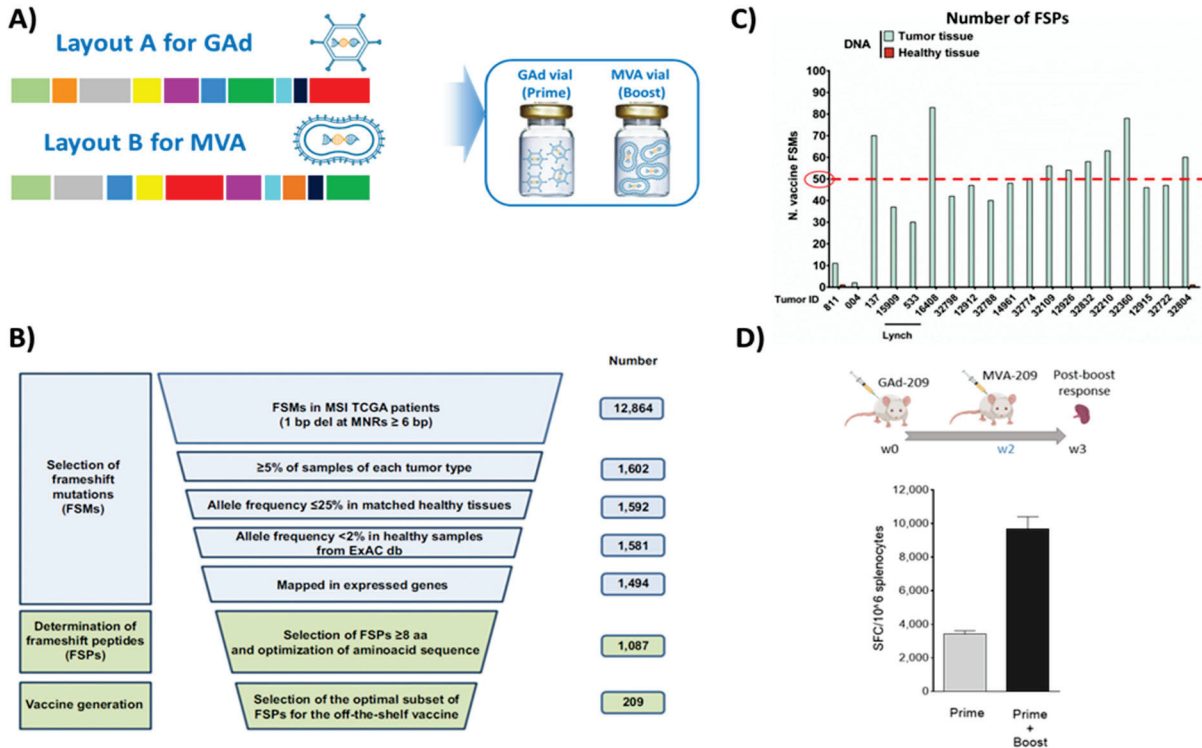 A)
Layout A for GAd
Layout B for MVA
GAd vial
(Prime)
MVA vial
(Boost)
B)
Number
Selection of
frameshift
mutations
(FSMs)
FSMs in MSI TCGA patients
(1 bp del at MNRs ≥ 6 bp)
12,864
≥5% of samples of each tumor type
1,602
Allele frequency ≤25% in matched healthy tissues
1,592
Allele frequency <2% in healthy samples
from ExAC db
1,581
Mapped in expressed genes
1,494
Determination of
frameshift peptides
(FSPs)
Selection of FSPs ≥8 aa
and optimization of aminoacid sequence
1,087
Vaccine generation
Selection of the optimal subset of
FSPs for the off-the-shelf vaccine
209
C)
Number of FSPs
DNA
Tumor tissue
Healthy tissue
N. vaccine FSMs
100
90
80
70
60
50
40
30
20
10
0
Tumor ID
811
004
137
15909
533
16408
32798
12912
32788
14961
32774
32109
12926
32832
32210
32360
12915
32722
32804
Lynch
D)
GAd-209
MVA-209
Post-boost
response
w0
w2
w3
SFC/10^6 splenocytes
12,000
10,000
8,000
6,000
4,000
2,000
0
Prime
Prime
+
Boost